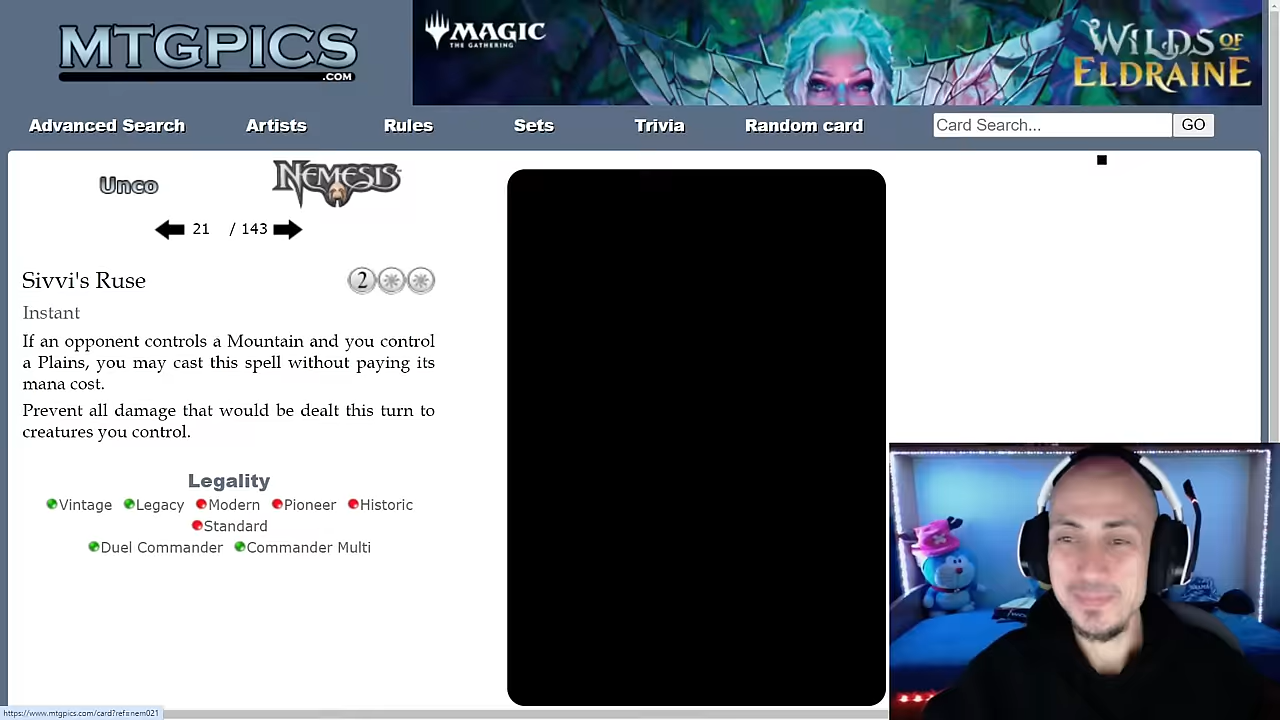 MTGPICS
.COM
MAGIC
THE GATHERING
WILDS OF
ELDRAINE
Advanced Search Artists Rules Sets Trivia Random card Card Search... GO
Unco NEMESIS
21 / 143
Sivvi's Ruse 2
Instant
If an opponent controls a Mountain and you control
a Plains, you may cast this spell without paying its
mana cost.
Prevent all damage that would be dealt this turn to
creatures you control.
Legality
Vintage Legacy Modern Pioneer Historic
Standard
Duel Commander Commander Multi
https://www.mtgpics.com/card?ref=nem021